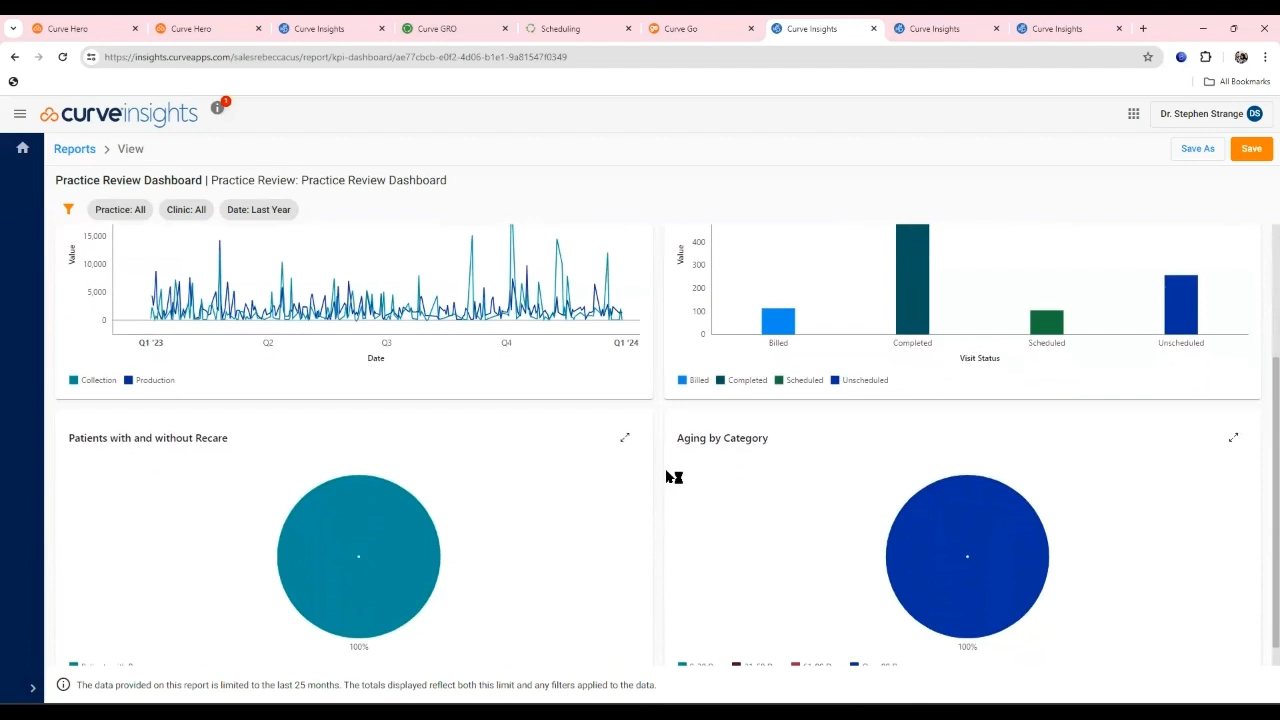 Curve Hero
Curve Hero
Curve Insights
Curve GRO
Scheduling
Curve Go
Curve Insights
Curve Insights
Curve Insights
https://insights.curveapps.com/salesrebeccacus/report/kpi-dashboard/ae77cbcb-e0f2-4d06-b1e1-9a81547f0349
All Bookmarks
curveinsights
1
Dr. Stephen Strange DS
Reports > View
Save As
Save
Practice Review Dashboard | Practice Review: Practice Review Dashboard
Practice: All
Clinic: All
Date: Last Year
Value
15,000
10,000
5,000
0
Q1 '23
Q2
Q3
Q4
Q1 '24
Date
Collection
Production
Value
400
300
200
100
0
Billed
Completed
Scheduled
Unscheduled
Visit Status
Billed
Completed
Scheduled
Unscheduled
Patients with and without Recare
100%
Aging by Category
100%
The data provided on this report is limited to the last 25 months. The totals displayed reflect both this limit and any filters applied to the data.